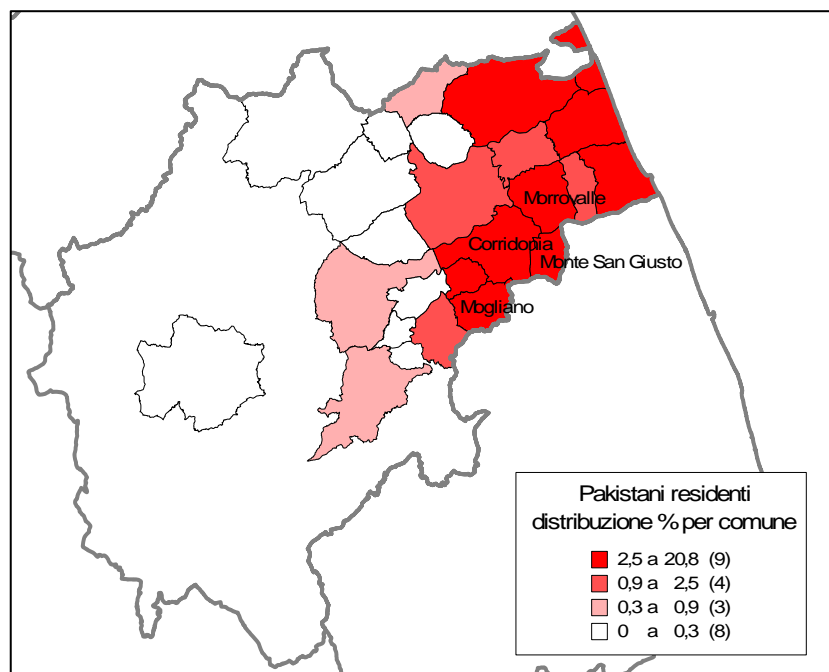 Morrovalle
Corridonia
Monte San Giusto
Mogliano
Pakistani residenti
distribuzione % per comune
2,5 a 20,8 (9)
0,9 a 2,5 (4)
0,3 a 0,9 (3)
0 a 0,3 (8)